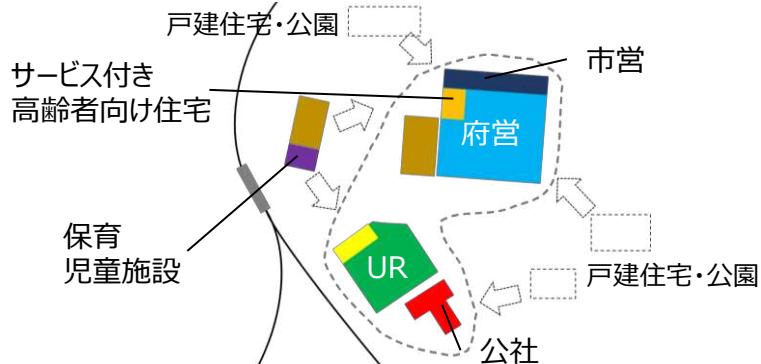 戸建住宅・公園
市営
サービス付き
高齢者向け住宅
府営
保育
児童施設
UR
戸建住宅・公園
公社